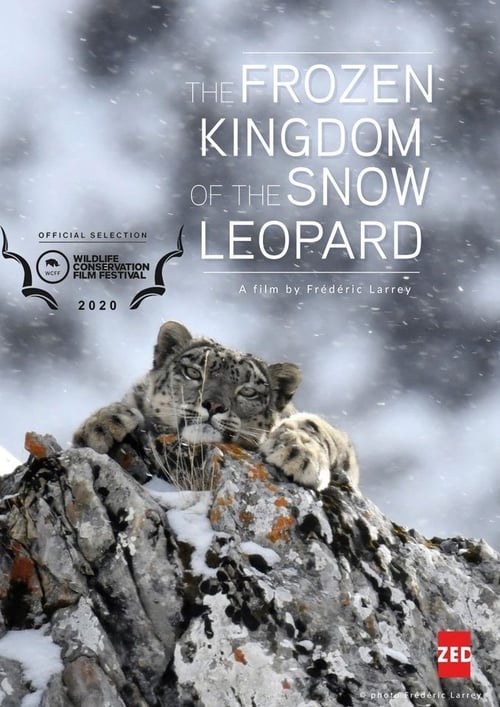 THE FROZEN
KINGDOM
OF THE SNOW
LEOPARD
A film by Frédéric Larrey
OFFICIAL SELECTION
WCFF
WILDLIFE
CONSERVATION
FILM FESTIVAL
2020
ZED
© photo Frédéric Larrey